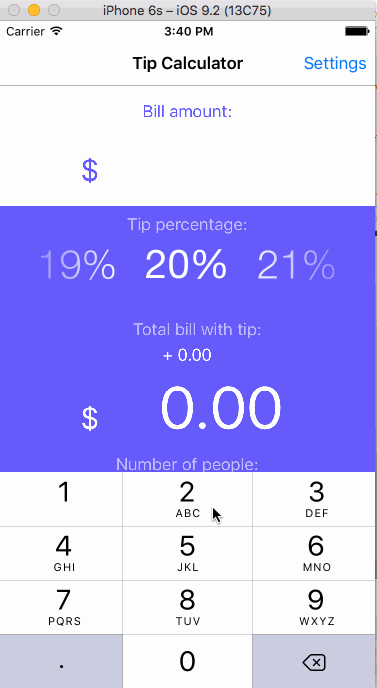 iPhone 6s – iOS 9.2 (13C75)
Carrier 3:40 PM
Tip Calculator Settings
Bill amount:
$
Tip percentage:
19% 20% 21%
Total bill with tip:
+ 0.00
$ 0.00
Number of people:
1 2 3
ABC DEF
4 5 6
GHI JKL MNO
7 8 9
PQRS TUV WXYZ
. 0